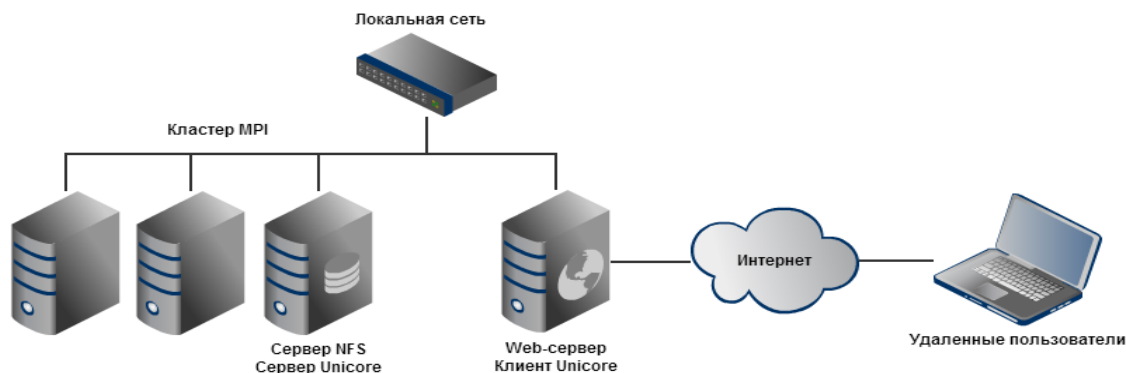 Локальная сеть
Кластер MPI
Интернет
Сервер NFS
Сервер Unicore
Web-сервер
Клиент Unicore
Удаленные пользователи